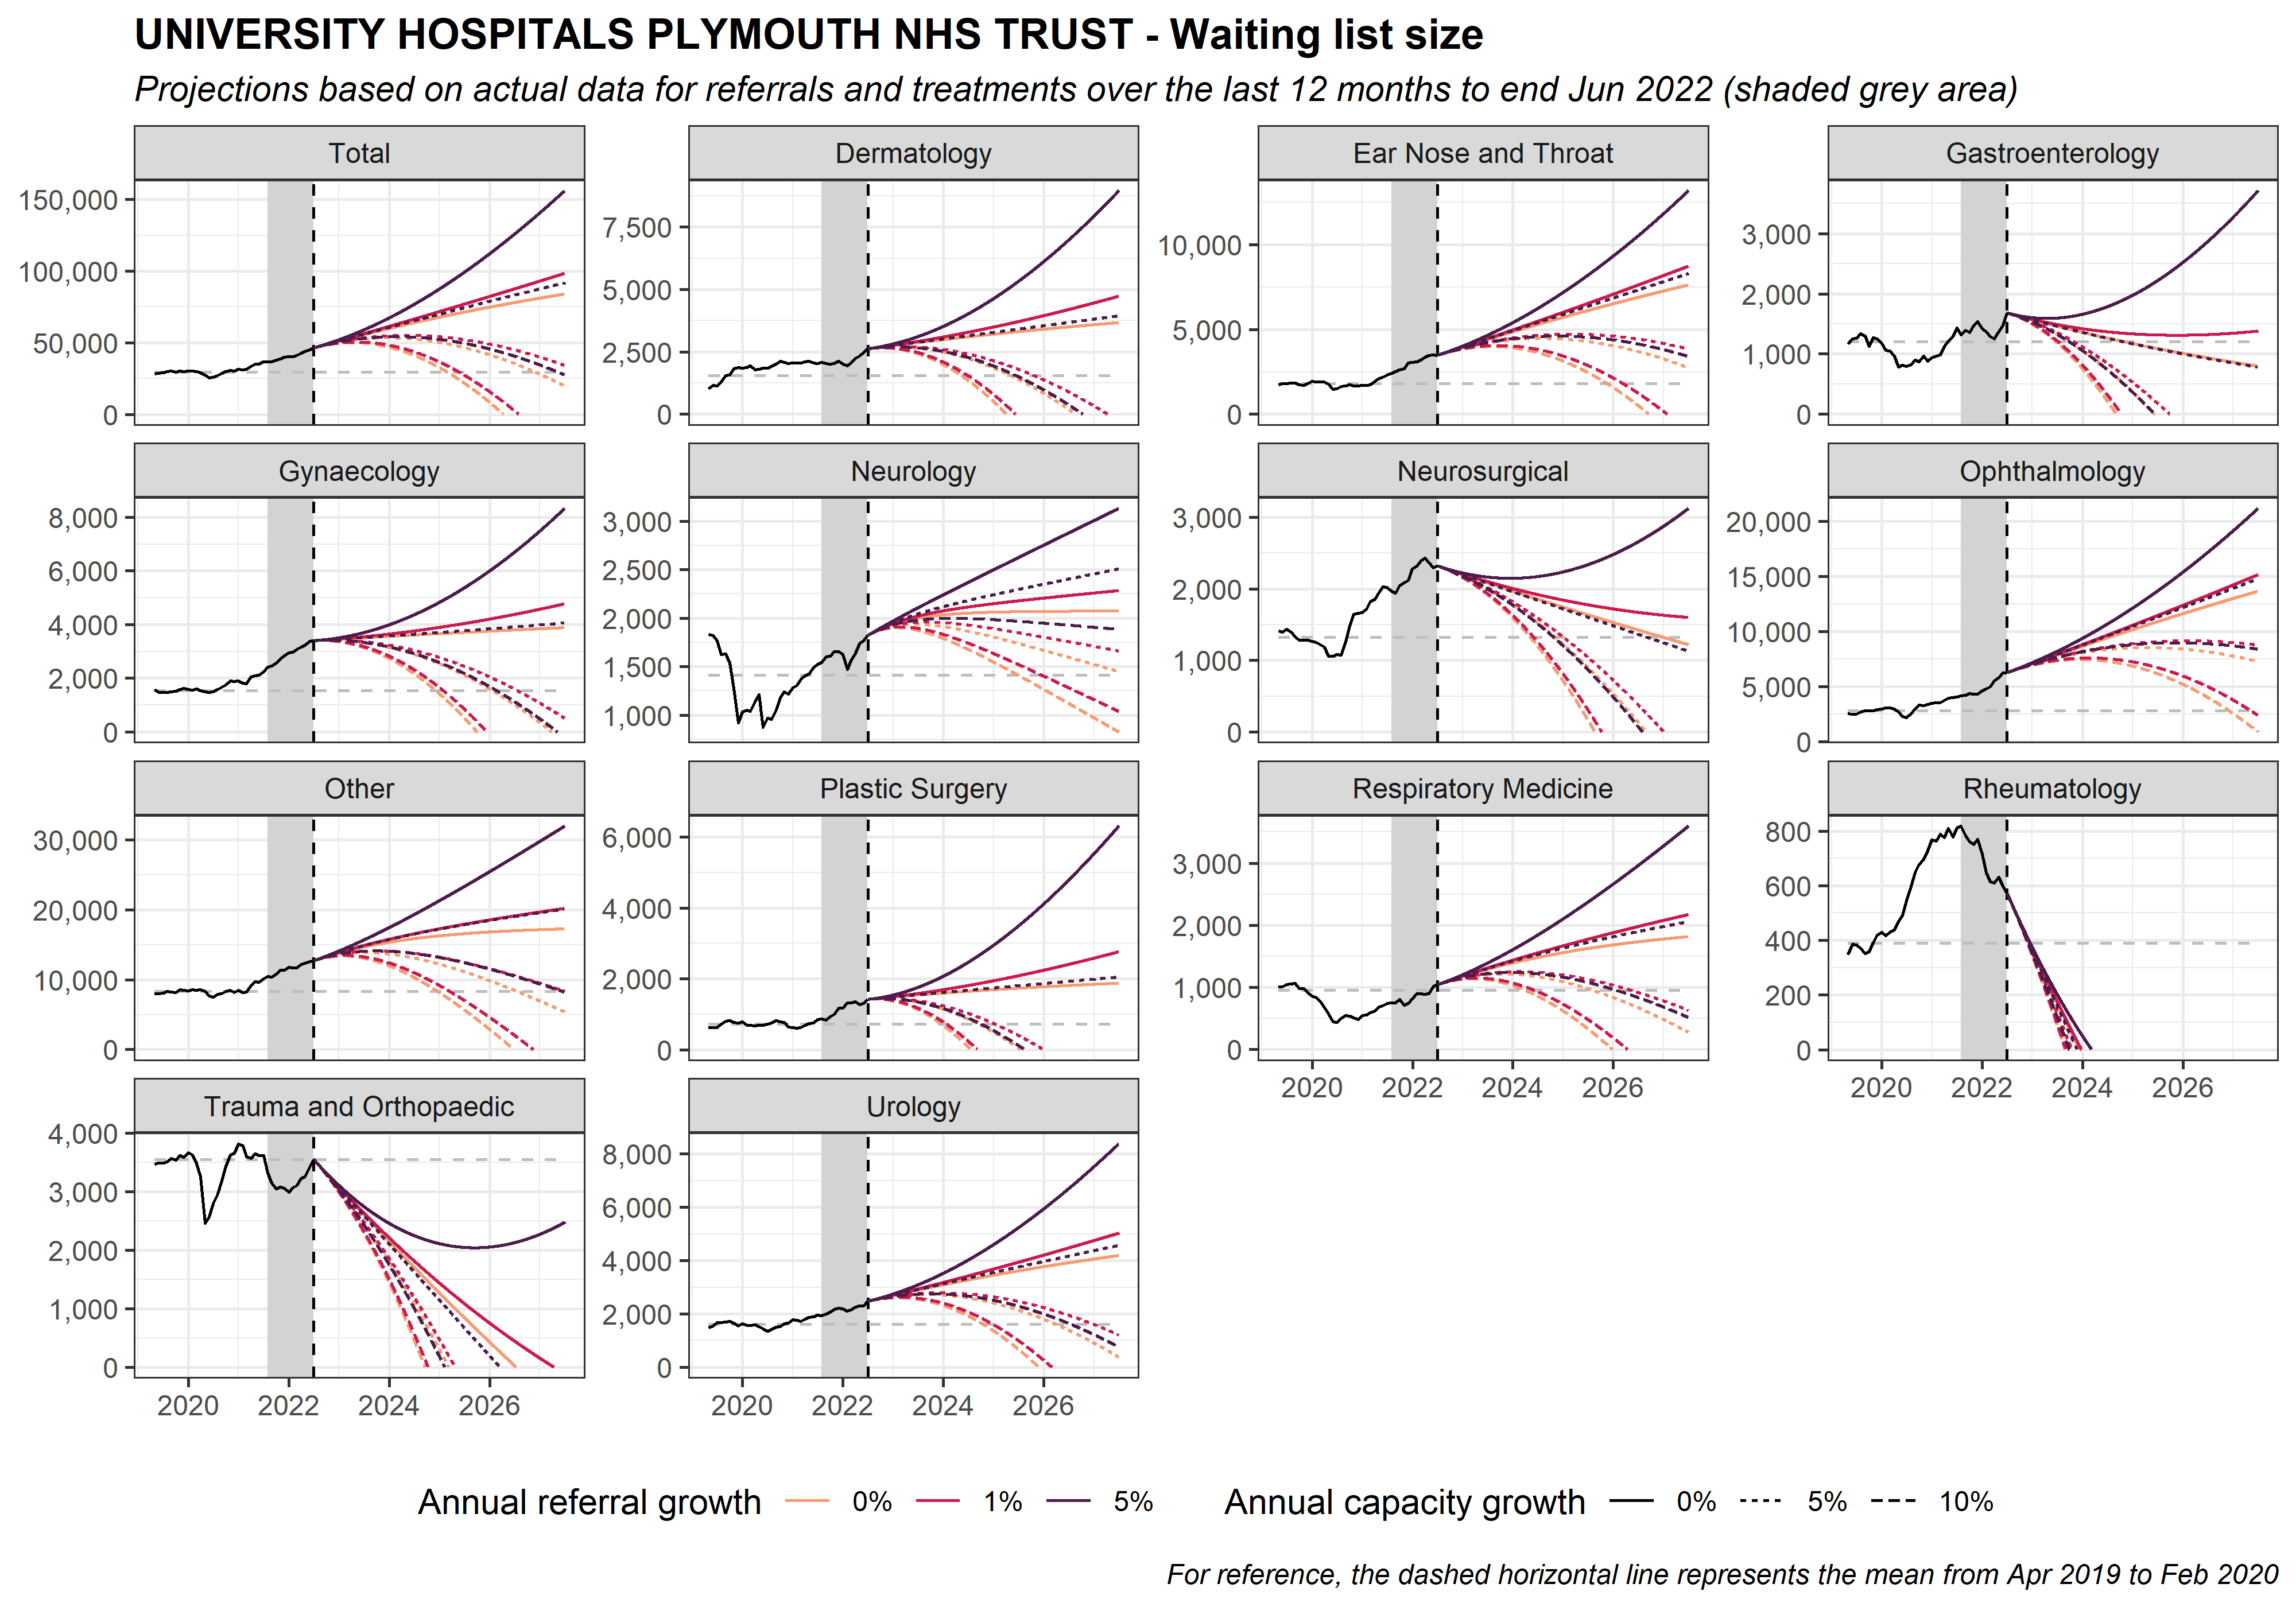 UNIVERSITY HOSPITALS PLYMOUTH NHS TRUST - Waiting list size
Projections based on actual data for referrals and treatments over the last 12 months to end Jun 2022 (shaded grey area)
Total
150,000
100,000
50,000
0
Dermatology
7,500
5,000
2,500
0
Ear Nose and Throat
10,000
5,000
0
Gastroenterology
3,000
2,000
1,000
0
Gynaecology
8,000
6,000
4,000
2,000
0
Neurology
3,000
2,500
2,000
1,500
1,000
Neurosurgical
3,000
2,000
1,000
0
Ophthalmology
20,000
15,000
10,000
5,000
0
Other
30,000
20,000
10,000
0
Plastic Surgery
6,000
4,000
2,000
0
Respiratory Medicine
3,000
2,000
1,000
0
2020 2022 2024 2026
Rheumatology
800
600
400
200
0
2020 2022 2024 2026
Trauma and Orthopaedic
4,000
3,000
2,000
1,000
0
2020 2022 2024 2026
Urology
8,000
6,000
4,000
2,000
0
2020 2022 2024 2026
Annual referral growth 0% 1% 5%
Annual capacity growth 0% 5% 10%
For reference, the dashed horizontal line represents the mean from Apr 2019 to Feb 2020